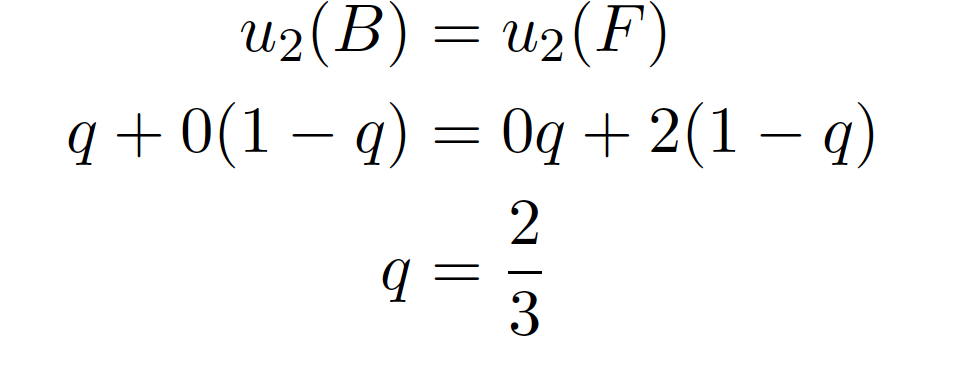 u₂(B) = u₂(F)
q + 0(1 − q) = 0q + 2(1 − q)
q = 2/3